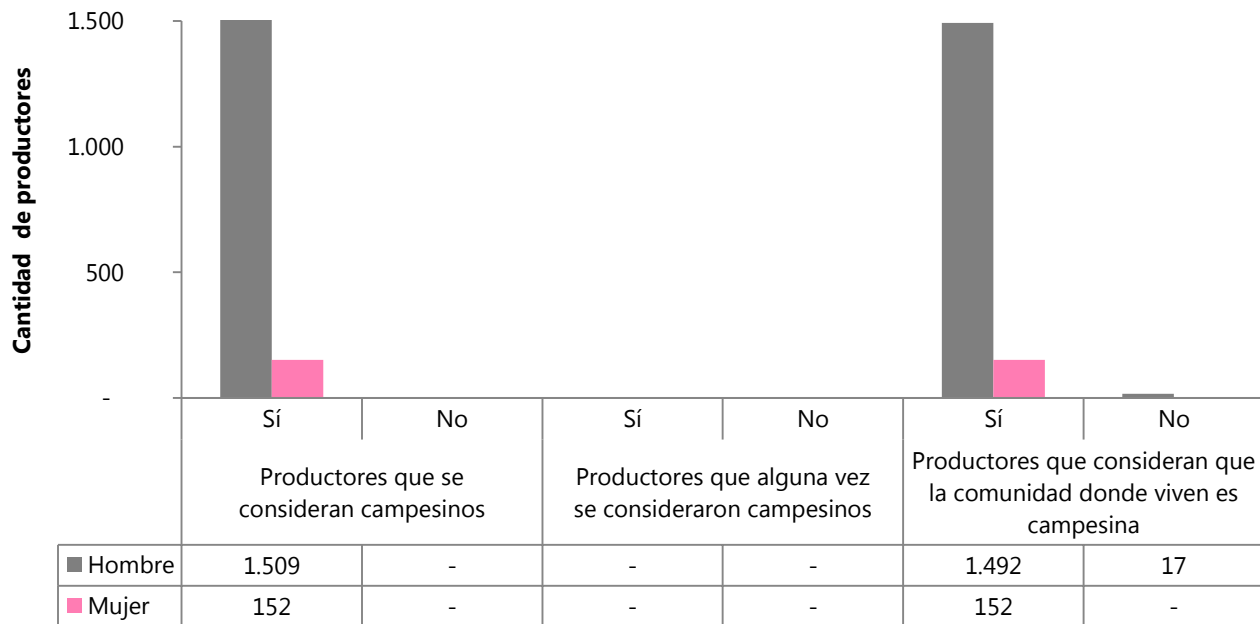 Cantidad de productores
1.500
1.000
500
-
Sí No Sí No Sí No
Productores que se
consideran campesinos
Productores que alguna vez
se consideraron campesinos
Productores que consideran que
la comunidad donde viven es
campesina
Hombre 1.509 - - - 1.492 17
Mujer 152 - - - 152 -